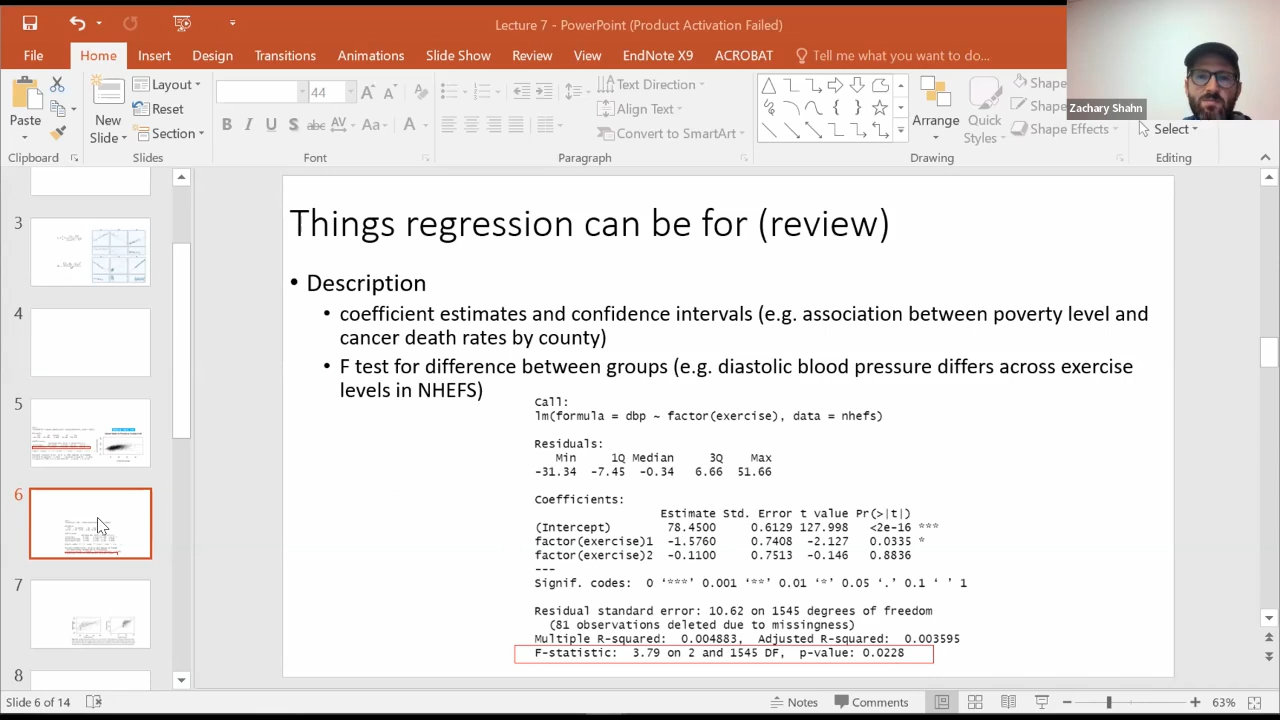 Lecture 7 - PowerPoint (Product Activation Failed)
File Home Insert Design Transitions Animations Slide Show Review View EndNote X9 ACROBAT Tell me what you want to do...
Zachary Shahn
Paste
New
Slide
Layout
Reset
Section
44
B I U S abc AV Aa A
Text Direction
Align Text
Convert to SmartArt
Arrange
Quick
Styles
Shape
Shape
Shape Effects
Select
Clipboard Slides Font Paragraph Drawing Editing
3
4
5
6
7
8
Things regression can be for (review)
• Description
• coefficient estimates and confidence intervals (e.g. association between poverty level and
cancer death rates by county)
• F test for difference between groups (e.g. diastolic blood pressure differs across exercise
levels in NHEFS)
Call:
lm(formula = dbp ~ factor(exercise), data = nhefs)
Residuals:
Min 1Q Median 3Q Max
-31.34 -7.45 -0.34 6.66 51.66
Coefficients:
Estimate Std. Error t value Pr(>|t|)
(Intercept) 78.4500 0.6129 127.998 <2e-16 ***
factor(exercise)1 -1.5760 0.7408 -2.127 0.0335 *
factor(exercise)2 -0.1100 0.7513 -0.146 0.8836
---
Signif. codes: 0 ‘***’ 0.001 ‘**’ 0.01 ‘*’ 0.05 ‘.’ 0.1 ‘ ’ 1
Residual standard error: 10.62 on 1545 degrees of freedom
(81 observations deleted due to missingness)
Multiple R-squared: 0.004883, Adjusted R-squared: 0.003595
F-statistic: 3.79 on 2 and 1545 DF, p-value: 0.0228
Slide 6 of 14
Notes Comments
63%